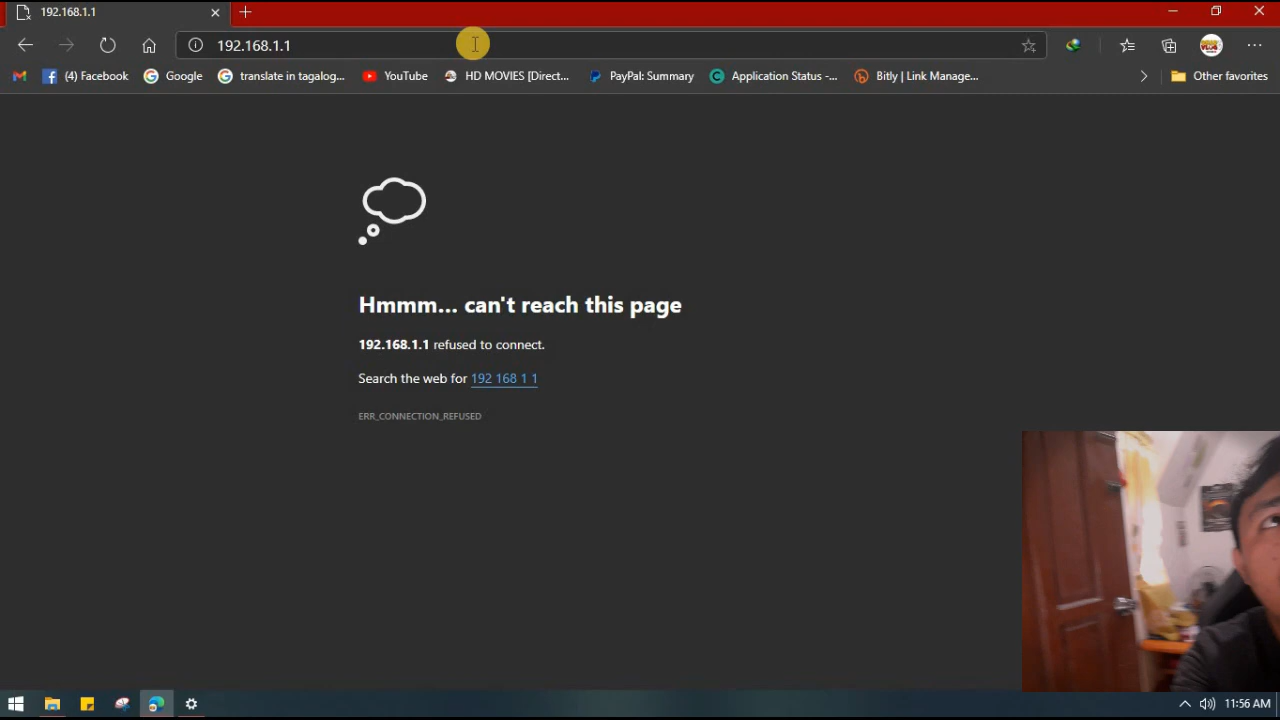 192.168.1.1
192.168.1.1
(4) Facebook
Google
translate in tagalog...
YouTube
HD MOVIES [Direct...
PayPal: Summary
Application Status -...
Bitly | Link Manage...
Other favorites
Hmmm... can't reach this page
192.168.1.1 refused to connect.
Search the web for 192 168 1 1
ERR_CONNECTION_REFUSED
11:56 AM